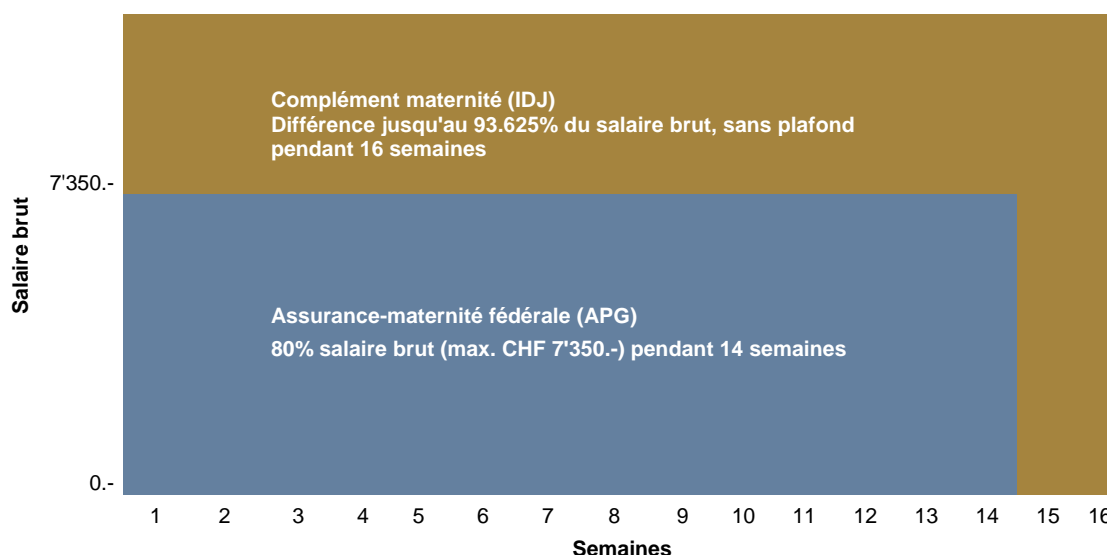 Complément maternité (IDJ)
Différence jusqu'au 93.625% du salaire brut, sans plafond
pendant 16 semaines
7'350.-
Salaire brut
Assurance-maternité fédérale (APG)
80% salaire brut (max. CHF 7'350.-) pendant 14 semaines
0.-
1 2 3 4 5 6 7 8 9 10 11 12 13 14 15 16
Semaines